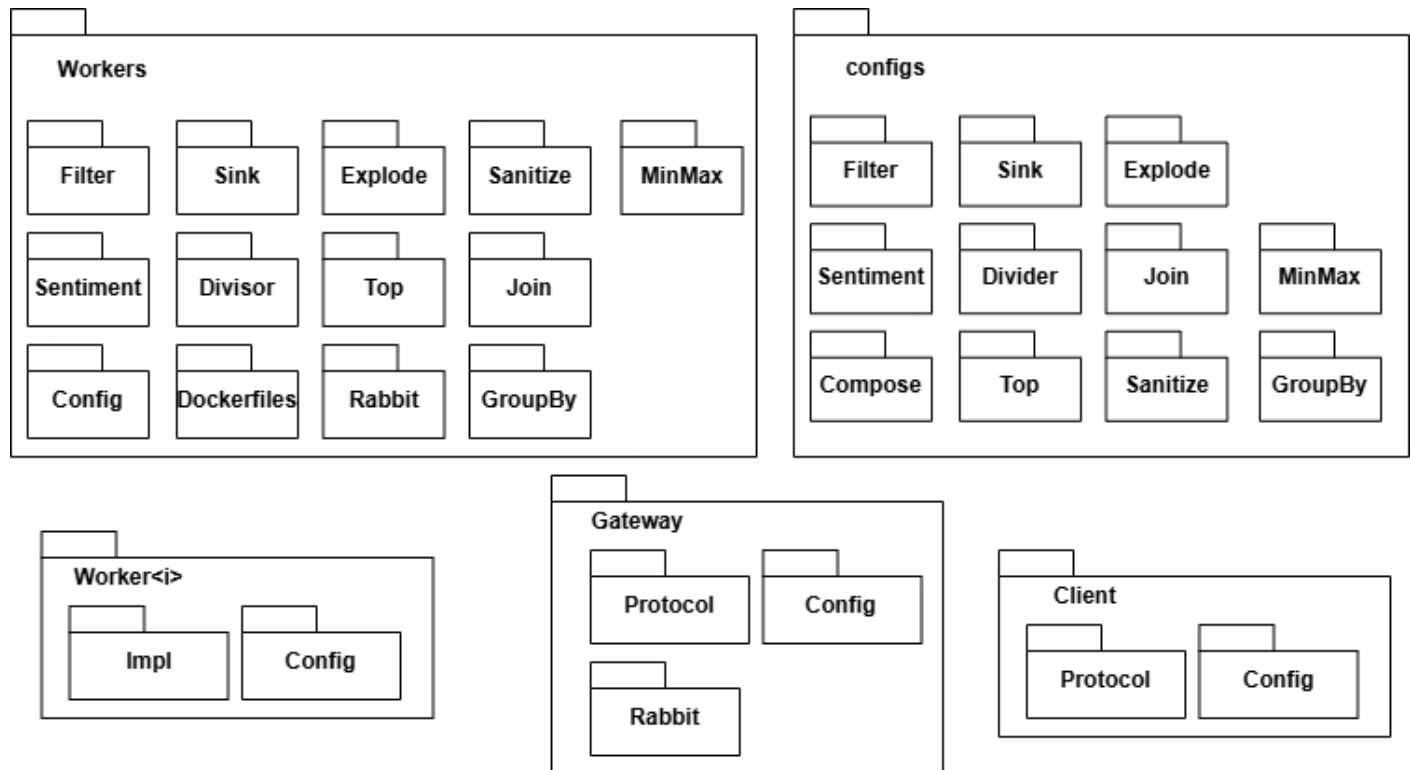 Workers
Filter Sink Explode Sanitize MinMax
Sentiment Divisor Top Join
Config Dockerfiles Rabbit GroupBy
configs
Filter Sink Explode
Sentiment Divider Join MinMax
Compose Top Sanitize GroupBy
Worker<i>
Impl Config
Gateway
Protocol Config
Rabbit
Client
Protocol Config